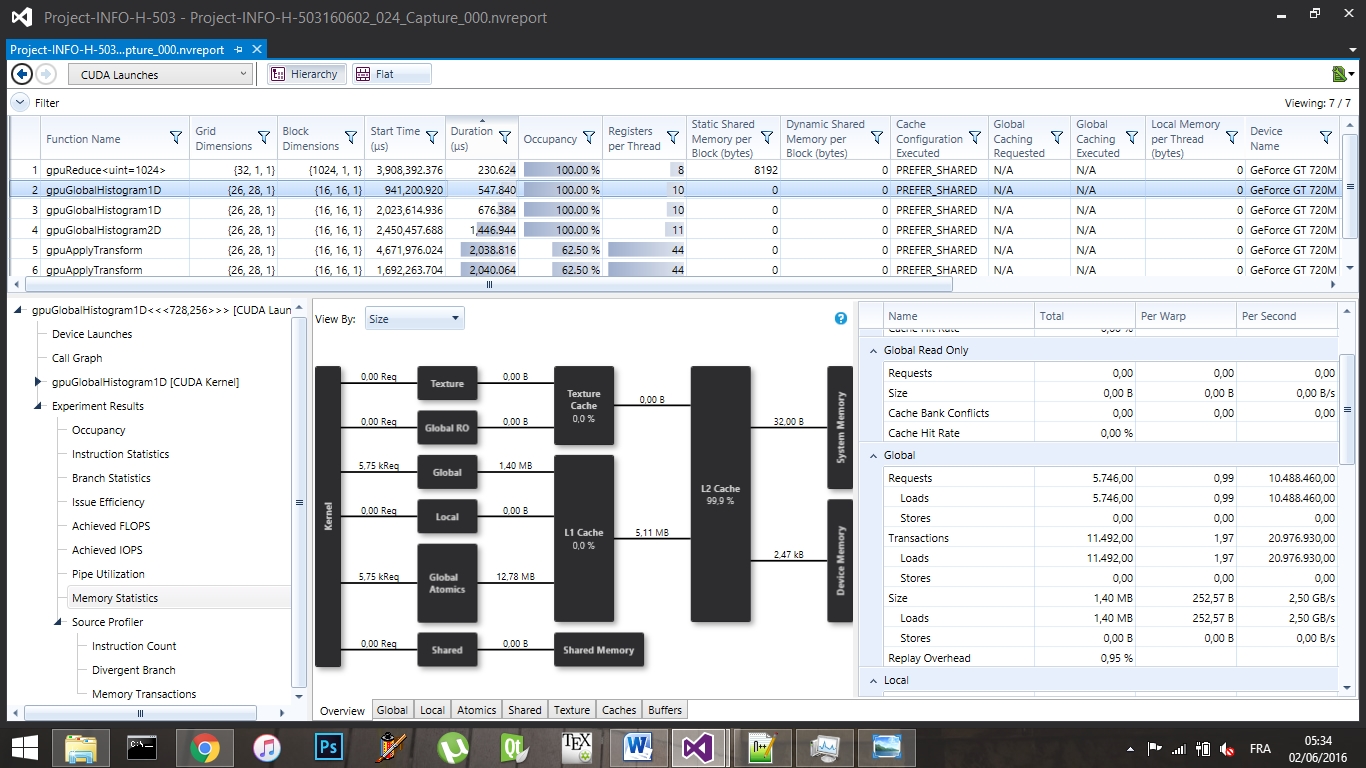 Project-INFO-H-503 - Project-INFO-H-503160602_024_Capture_000.nvreport
Project-INFO-H-503...pture_000.nvreport
CUDA Launches Hierarchy Flat
Filter Viewing: 7 / 7
Function Name Grid Dimensions Block Dimensions Start Time (µs) Duration (µs) Occupancy Registers per Thread Static Shared Memory per Block (bytes) Dynamic Shared Memory per Block (bytes) Cache Configuration Executed Global Caching Requested Global Caching Executed Local Memory per Thread (bytes) Device Name
1 gpuReduce<uint=1024> {32, 1, 1} {1024, 1, 1} 3,908,392.376 230.624 100.00 % 8 8192 0 PREFER_SHARED N/A N/A 0 GeForce GT 720M
2 gpuGlobalHistogram1D {26, 28, 1} {16, 16, 1} 941,200.920 547.840 100.00 % 10 0 0 PREFER_SHARED N/A N/A 0 GeForce GT 720M
3 gpuGlobalHistogram1D {26, 28, 1} {16, 16, 1} 2,023,614.936 676.384 100.00 % 10 0 0 PREFER_SHARED N/A N/A 0 GeForce GT 720M
4 gpuGlobalHistogram2D {26, 28, 1} {16, 16, 1} 2,450,457.688 1,446.944 100.00 % 11 0 0 PREFER_SHARED N/A N/A 0 GeForce GT 720M
5 gpuApplyTransform {26, 28, 1} {16, 16, 1} 4,671,976.024 2,038.816 62.50 % 44 0 0 PREFER_SHARED N/A N/A 0 GeForce GT 720M
6 gpuApplyTransform {26, 28, 1} {16, 16, 1} 1,692,263.704 2,040.064 62.50 % 44 0 0 PREFER_SHARED N/A N/A 0 GeForce GT 720M
gpuGlobalHistogram1D<<<728,256>>> [CUDA Laun
Device Launches
Call Graph
gpuGlobalHistogram1D [CUDA Kernel]
Experiment Results
Occupancy
Instruction Statistics
Branch Statistics
Issue Efficiency
Achieved FLOPS
Achieved IOPS
Pipe Utilization
Memory Statistics
Source Profiler
Instruction Count
Divergent Branch
Memory Transactions
View By: Size
Kernel
0,00 Req Texture 0,00 B
Texture Cache
0,0 %
0,00 B
0,00 Req Global RO 0,00 B
5,75 kReq Global 1,40 MB
0,00 Req Local 0,00 B
L1 Cache
0,0 %
5,11 MB
5,75 kReq Global Atomics 12,78 MB
0,00 Req Shared 0,00 B Shared Memory
L2 Cache
99,9 %
32,00 B System Memory
2,47 kB Device Memory
Overview Global Local Atomics Shared Texture Caches Buffers
Name Total Per Warp Per Second
Cache Hit Rate 0,00 %
Global Read Only
Requests 0,00 0,00 0,00
Size 0,00 B 0,00 B 0,00 B/s
Cache Bank Conflicts 0,00 0,00 0,00
Cache Hit Rate 0,00 %
Global
Requests 5.746,00 0,99 10.488.460,00
Loads 5.746,00 0,99 10.488.460,00
Stores 0,00 0,00 0,00
Transactions 11.492,00 1,97 20.976.930,00
Loads 11.492,00 1,97 20.976.930,00
Stores 0,00 0,00 0,00
Size 1,40 MB 252,57 B 2,50 GB/s
Loads 1,40 MB 252,57 B 2,50 GB/s
Stores 0,00 B 0,00 B 0,00 B/s
Replay Overhead 0,95 %
Local
C:\_
Ps
Qt
TEX
W
n++
FRA
05:34
02/06/2016